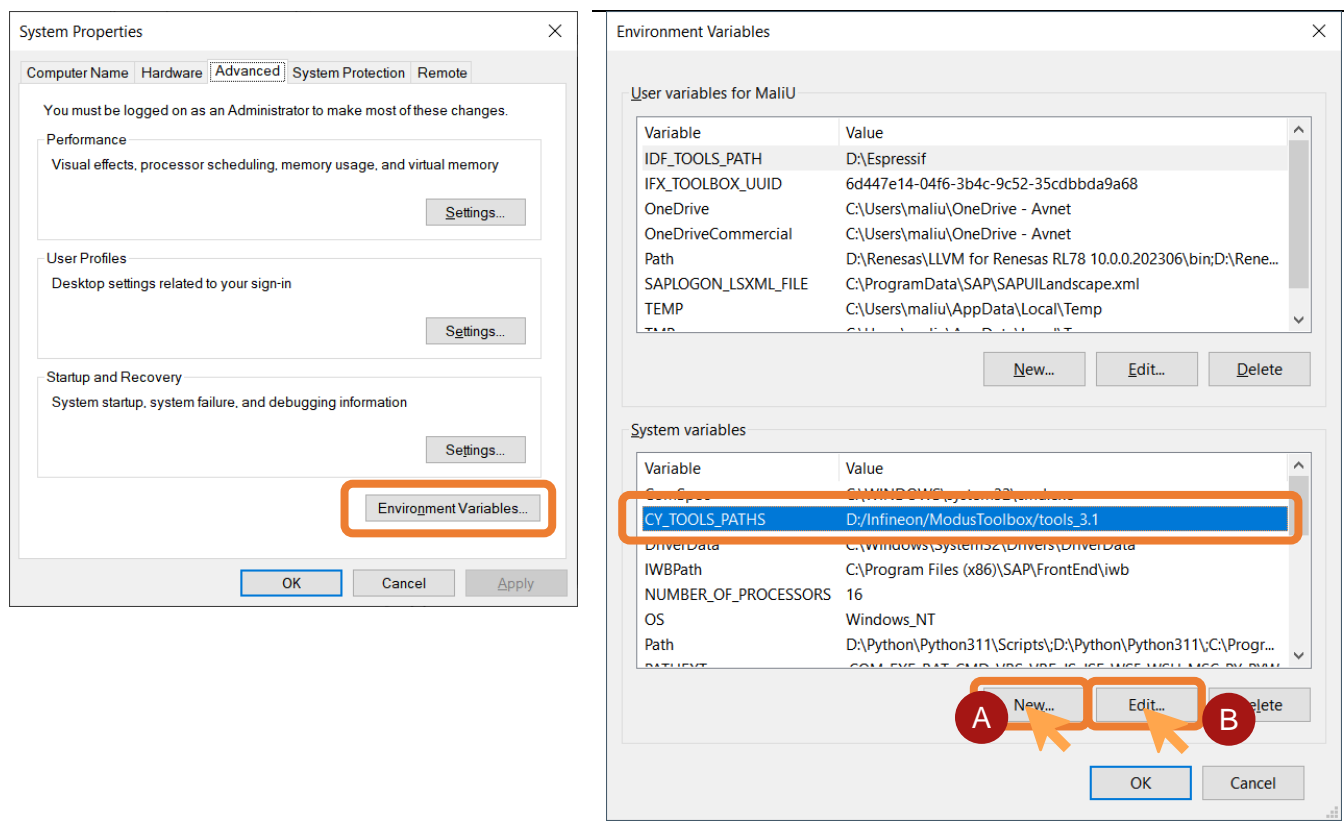 System Properties
Computer Name Hardware Advanced System Protection Remote
You must be logged on as an Administrator to make most of these changes.
Performance
Visual effects, processor scheduling, memory usage, and virtual memory
Settings...
User Profiles
Desktop settings related to your sign-in
Settings...
Startup and Recovery
System startup, system failure, and debugging information
Settings...
Environment Variables...
OK Cancel Apply
Environment Variables
User variables for MaliU
Variable Value
IDF_TOOLS_PATH D:\Espressif
IFX_TOOLBOX_UUID 6d447e14-04f6-3b4c-9c52-35cdbbda9a68
OneDrive C:\Users\maliu\OneDrive - Avnet
OneDriveCommercial C:\Users\maliu\OneDrive - Avnet
Path D:\Renesas\LLVM for Renesas RL78 10.0.0.202306\bin;D:\Rene...
SAPLOGON_LSXML_FILE C:\ProgramData\SAP\SAPUILandscape.xml
TEMP C:\Users\maliu\AppData\Local\Temp
New... Edit... Delete
System variables
Variable Value
ComSpec C:\WINDOWS\system32\cmd.exe
CY_TOOLS_PATHS D:/Infineon/ModusToolbox/tools_3.1
DriverData C:\Windows\System32\Drivers\DriverData
IWBPath C:\Program Files (x86)\SAP\FrontEnd\iwb
NUMBER_OF_PROCESSORS 16
OS Windows_NT
Path D:\Python\Python311\Scripts\;D:\Python\Python311\;C:\Progr...
A New... Edit... B elete
OK Cancel